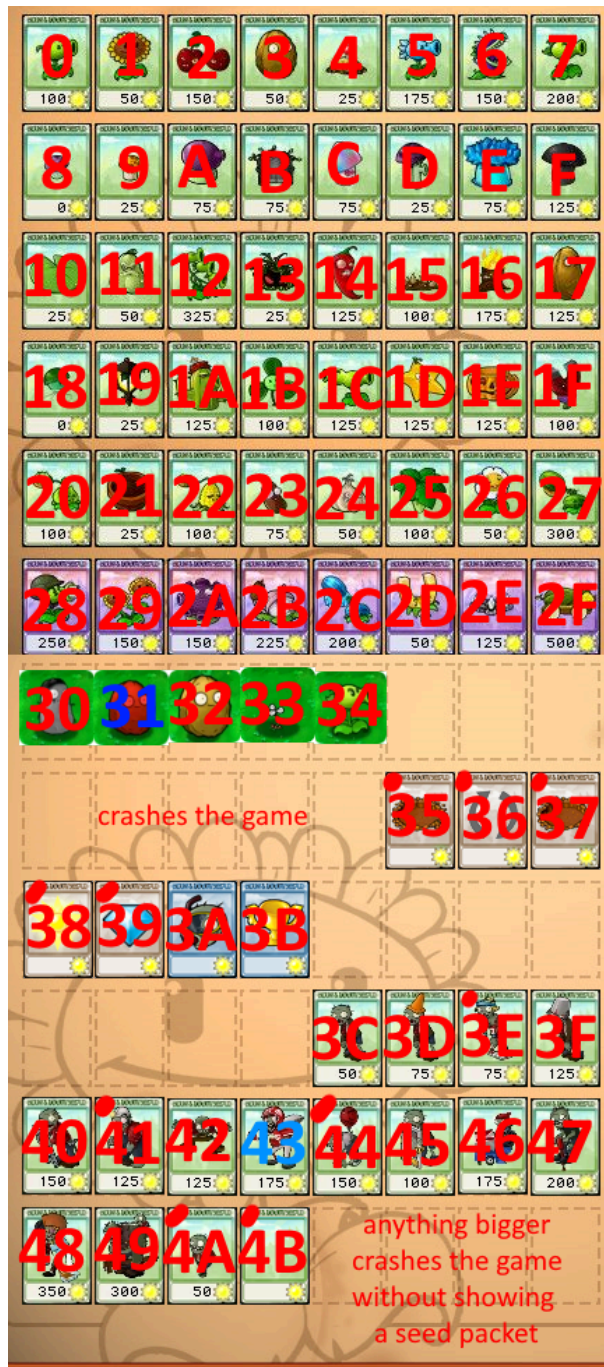 0 1 2 3 4 5 6 7
100 50 150 50 25 175 150 200
8 9 A B C D E F
0 25 75 75 75 25 75 125
10 11 12 13 14 15 16 17
25 50 325 25 125 100 175 125
18 19 1A 1B 1C 1D 1E 1F
0 25 125 100 125 125 125 100
20 21 22 23 24 25 26 27
100 25 100 75 50 100 50 300
28 29 2A 2B 2C 2D 2E 2F
250 150 150 225 200 50 125 500
30 31 32 33 34
crashes the game 35 36 37
38 39 3A 3B
3C 3D 3E 3F
50 75 75 125
40 41 42 43 44 45 46 47
150 125 125 175 150 100 175 200
48 49 4A 4B
350 300 50
anything bigger
crashes the game
without showing
a seed packet